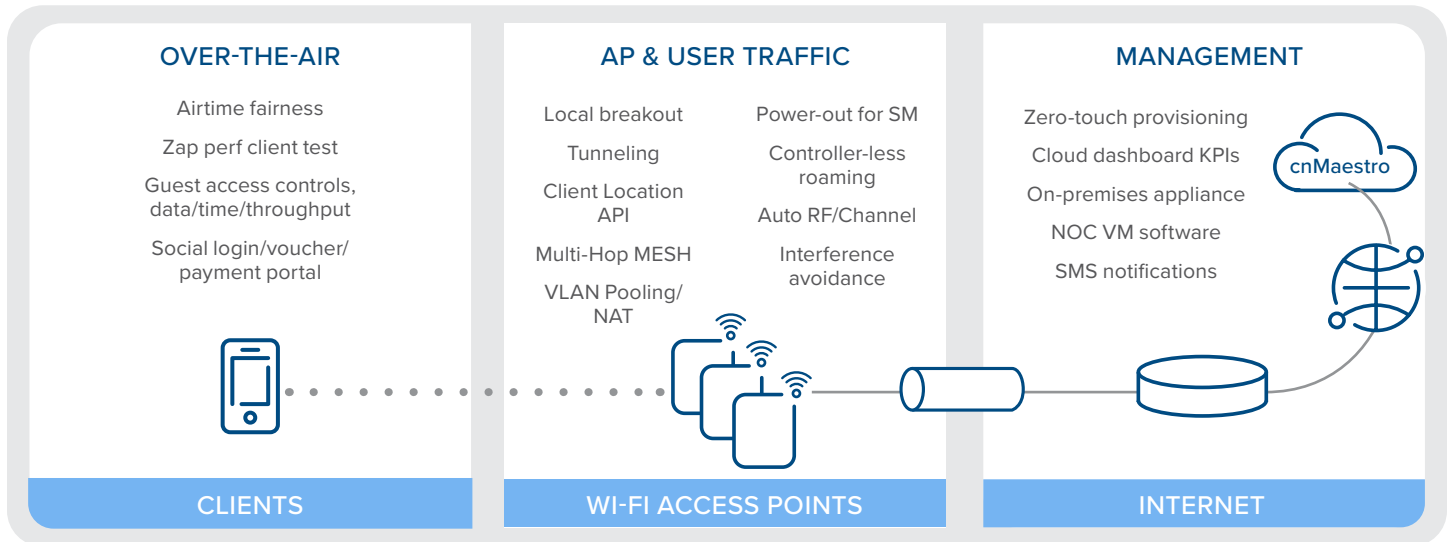 OVER-THE-AIR
Airtime fairness
Zap perf client test
Guest access controls,
data/time/throughput
Social login/voucher/
payment portal
CLIENTS
AP & USER TRAFFIC
Local breakout
Tunneling
Client Location
API
Multi-Hop MESH
VLAN Pooling/
NAT
Power-out for SM
Controller-less
roaming
Auto RF/Channel
Interference
avoidance
WI-FI ACCESS POINTS
MANAGEMENT
Zero-touch provisioning
Cloud dashboard KPIs
On-premises appliance
NOC VM software
SMS notifications
cnMaestro
INTERNET